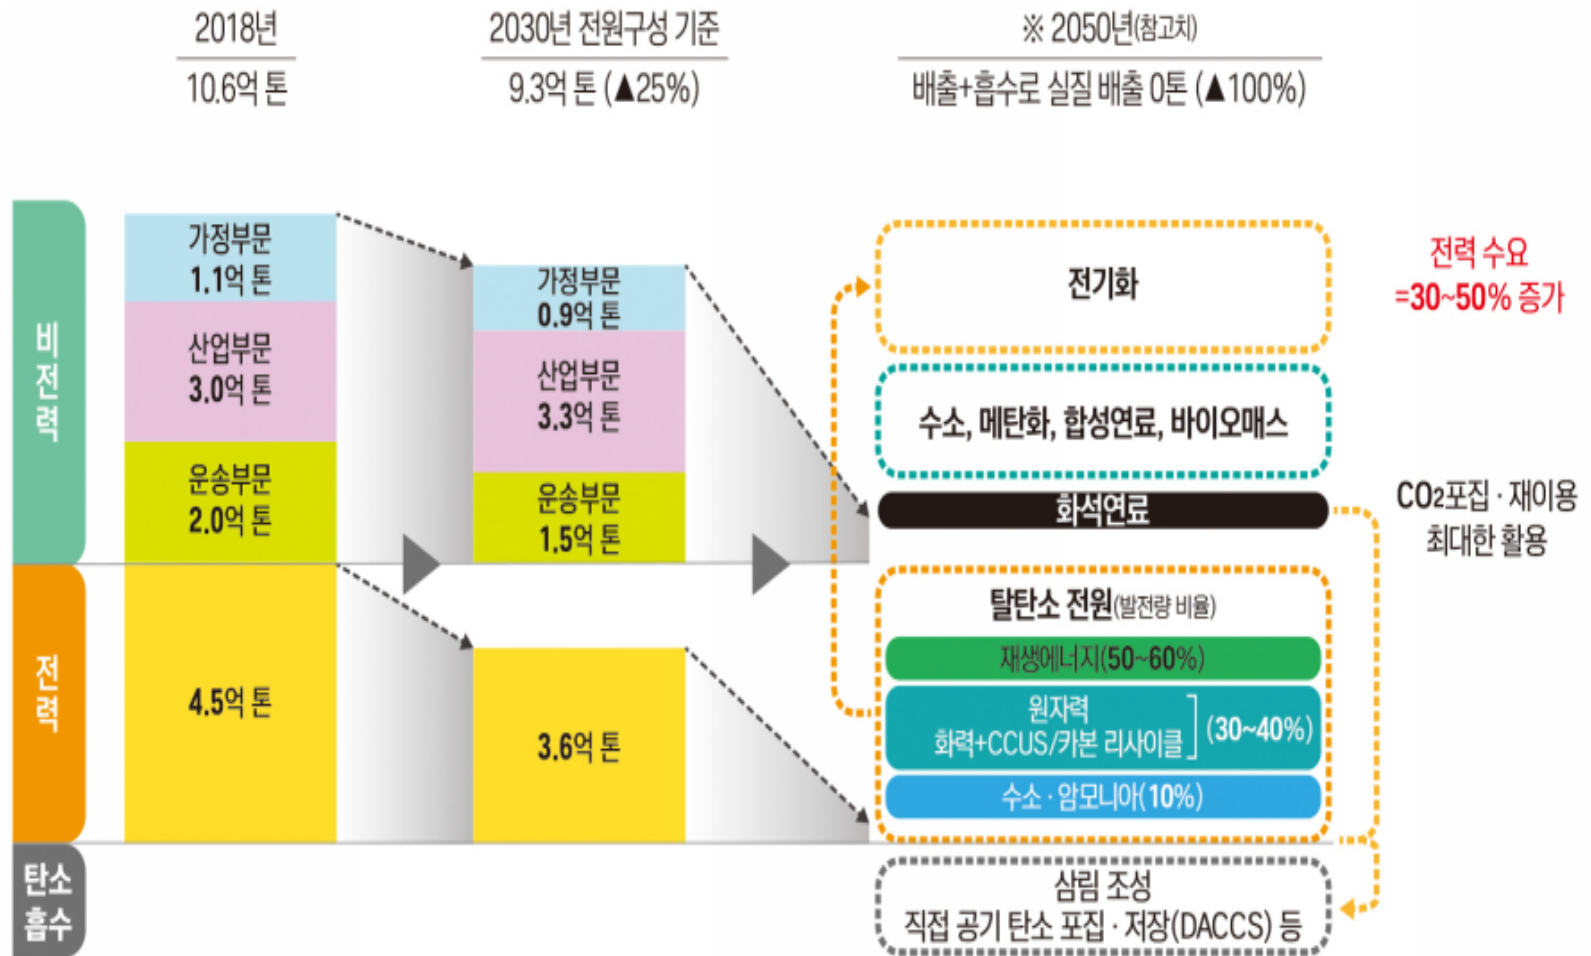 2018년
10.6억 톤
2030년 전원구성 기준
9.3억 톤 (▲25%)
※ 2050년(참고치)
배출+흡수로 실질 배출 0톤 (▲100%)
비전력
가정부문
1.1억 톤
산업부문
3.0억 톤
운송부문
2.0억 톤
가정부문
0.9억 톤
산업부문
3.3억 톤
운송부문
1.5억 톤
전기화
전력 수요
=30~50% 증가
수소, 메탄화, 합성연료, 바이오매스
화석연료
CO2포집 · 재이용
최대한 활용
전력
4.5억 톤
3.6억 톤
탈탄소 전원(발전량 비율)
재생에너지(50~60%)
원자력
화력+CCUS/카본 리사이클
(30~40%)
수소 · 암모니아(10%)
탄소
흡수
삼림 조성
직접 공기 탄소 포집 · 저장(DACCS) 등